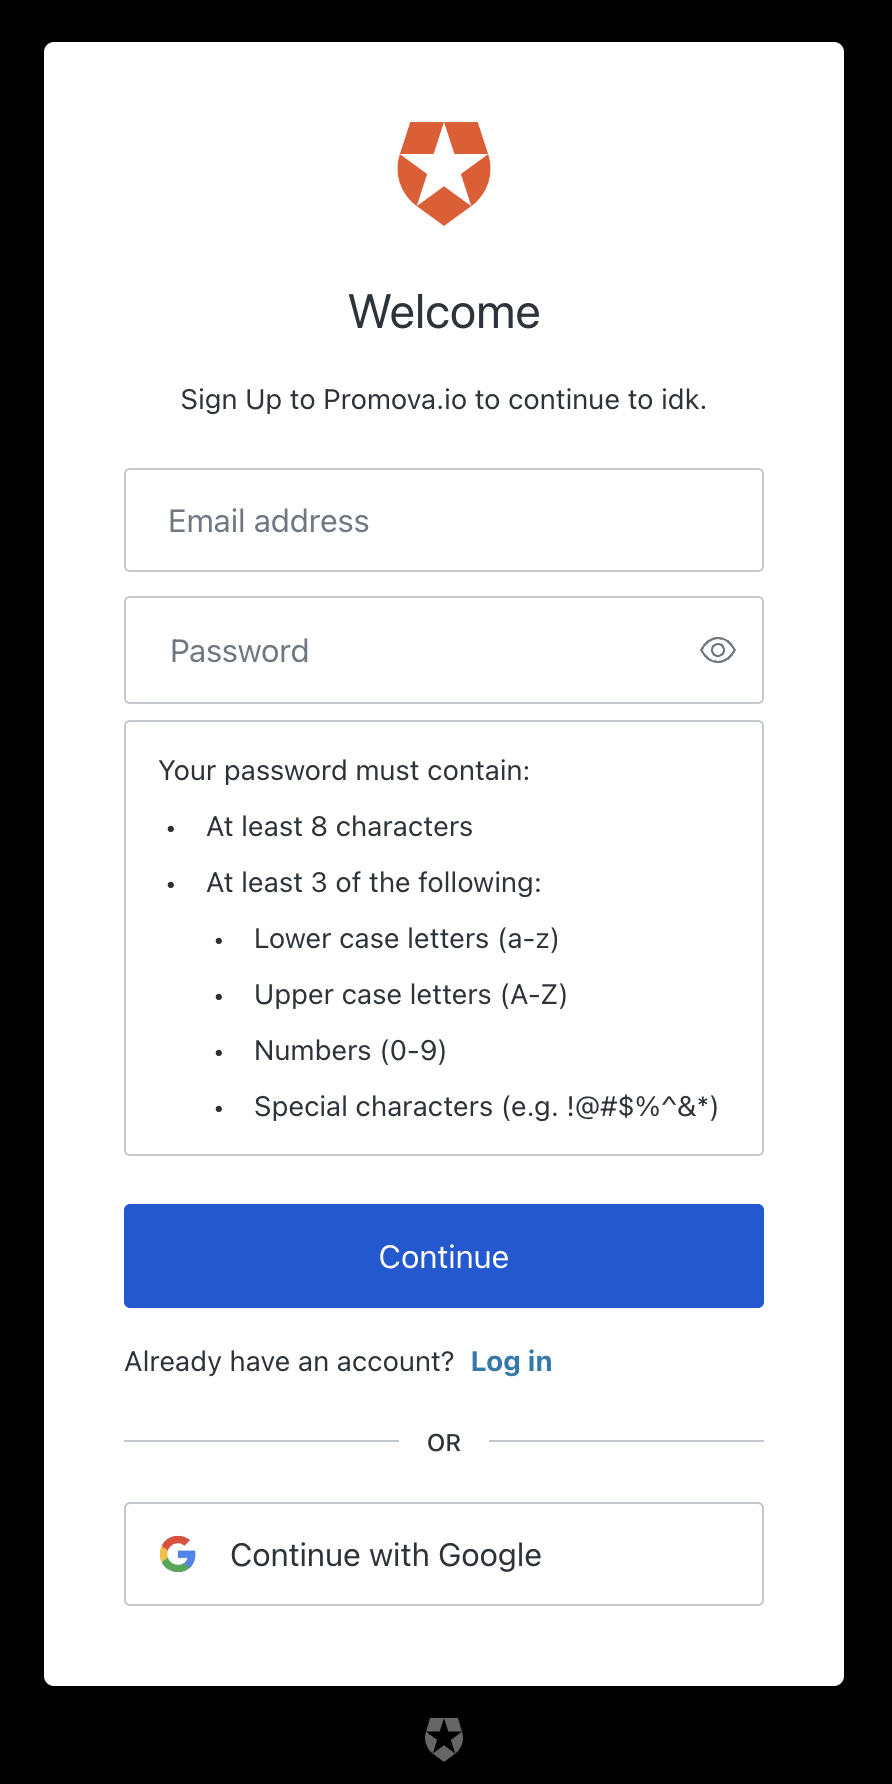 Welcome
Sign Up to Promova.io to continue to idk.
Email address
Password
Your password must contain:
• At least 8 characters
• At least 3 of the following:
• Lower case letters (a-z)
• Upper case letters (A-Z)
• Numbers (0-9)
• Special characters (e.g. !@#$%^&*)
Continue
Already have an account? Log in
OR
Continue with Google